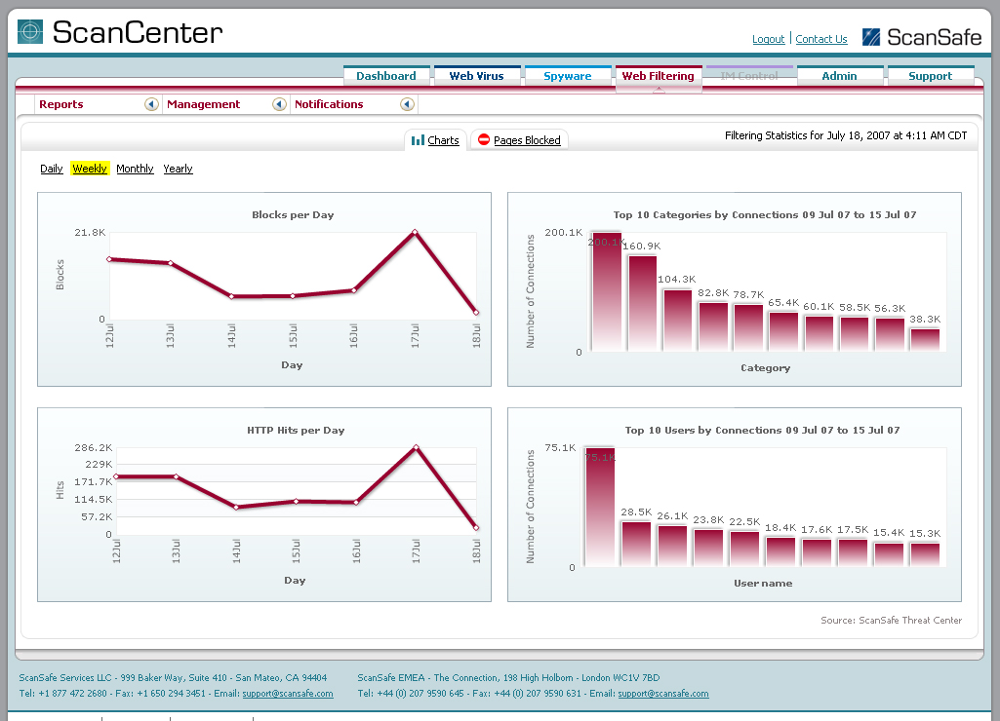 ScanCenter
Logout Contact Us ScanSafe
Dashboard Web Virus Spyware Web Filtering IM Control Admin Support
Reports Management Notifications
Charts Pages Blocked Filtering Statistics for July 18, 2007 at 4:11 AM CDT
Daily Weekly Monthly Yearly
Blocks per Day
21.8K
Blocks
0
12Jul 13Jul 14Jul 15Jul 16Jul 17Jul 18Jul
Day
Top 10 Categories by Connections 09 Jul 07 to 15 Jul 07
200.1K
Number of Connections
200.1K 160.9K 104.3K 82.8K 78.7K 65.4K 60.1K 58.5K 56.3K 38.3K
0
Category
HTTP Hits per Day
286.2K
229K
171.7K
114.5K
57.2K
0
Hits
12Jul 13Jul 14Jul 15Jul 16Jul 17Jul 18Jul
Day
Top 10 Users by Connections 09 Jul 07 to 15 Jul 07
75.1K
Number of Connections
75.1K 28.5K 26.1K 23.8K 22.5K 18.4K 17.6K 17.5K 15.4K 15.3K
0
User name
Source: ScanSafe Threat Center
ScanSafe Services LLC - 999 Baker Way, Suite 410 - San Mateo, CA 94404
Tel: +1 877 472 2680 - Fax: +1 650 294 3451 - Email: support@scansafe.com
ScanSafe EMEA - The Connection, 198 High Holborn - London WC1V 7BD
Tel: +44 (0) 207 9590 645 - Fax: +44 (0) 207 9590 631 - Email: support@scansafe.com